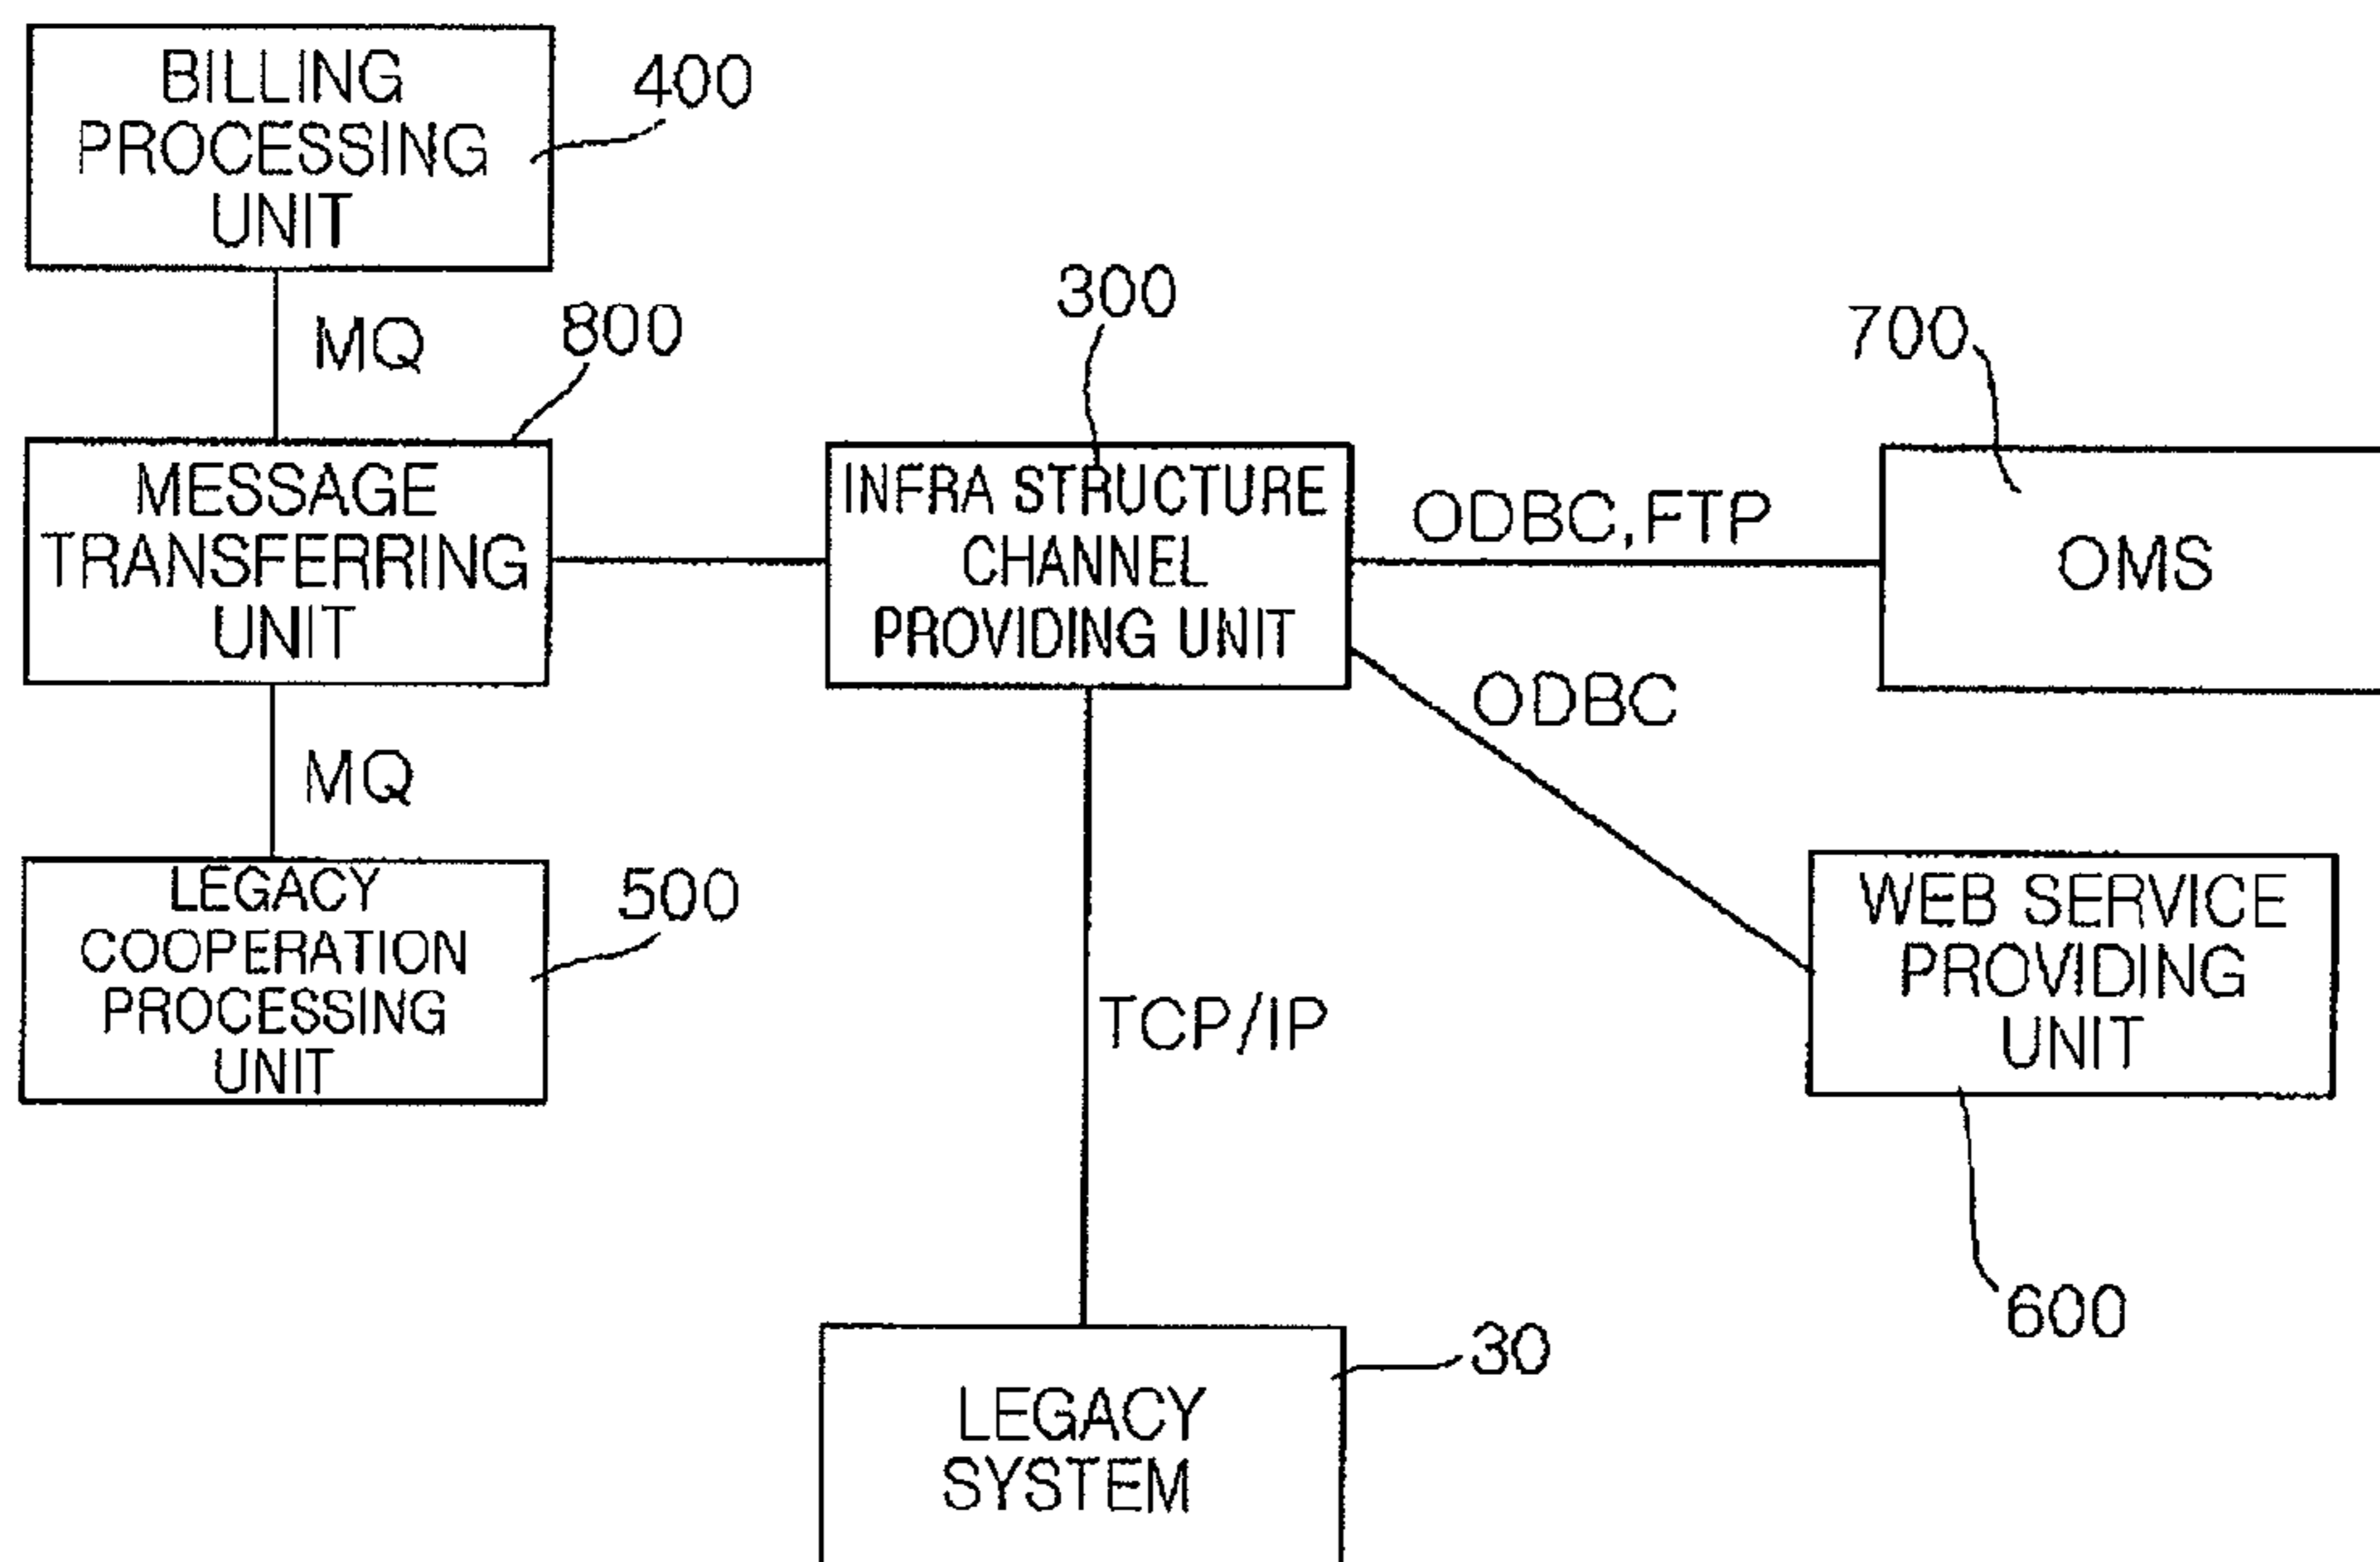 BILLING
PROCESSING
UNIT
400
MQ
800
MESSAGE
TRANSFERRING
UNIT
MQ
LEGACY
COOPERATION
PROCESSING
UNIT
500
300
INFRA STRUCTURE
CHANNEL
PROVIDING UNIT
ODBC,FTP
700
OMS
ODBC
WEB SERVICE
PROVIDING
UNIT
600
TCP/IP
30
LEGACY
SYSTEM